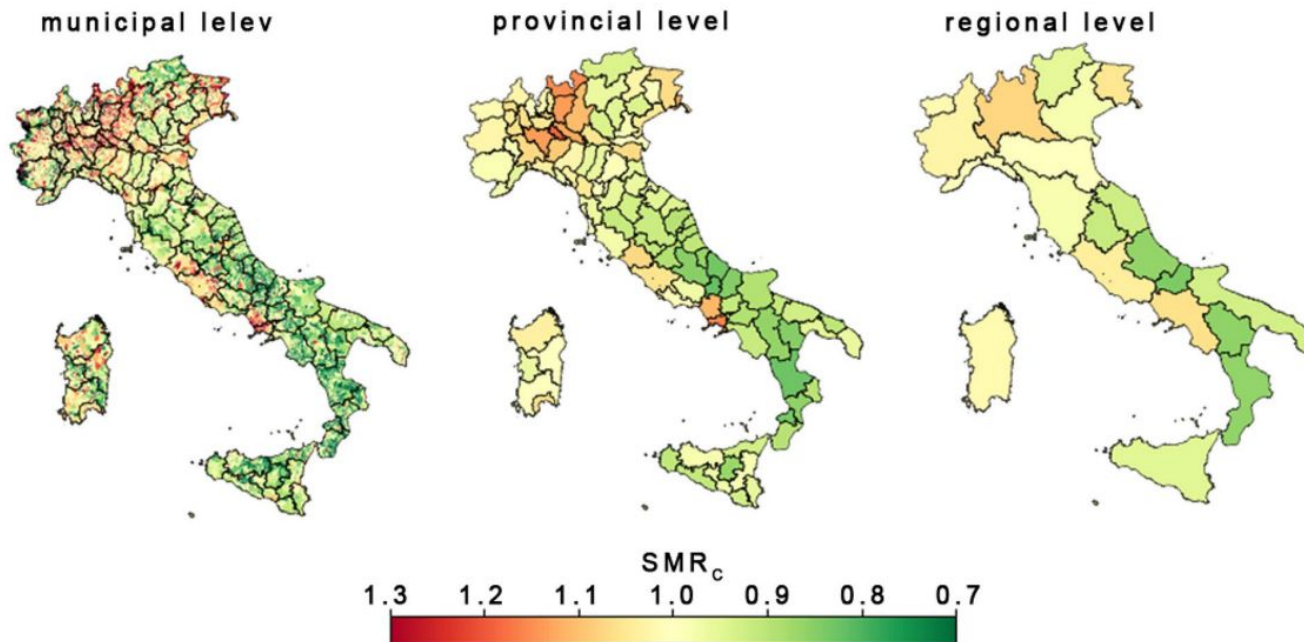 municipal lelev
provincial level
regional level
SMRc
1.3 1.2 1.1 1.0 0.9 0.8 0.7